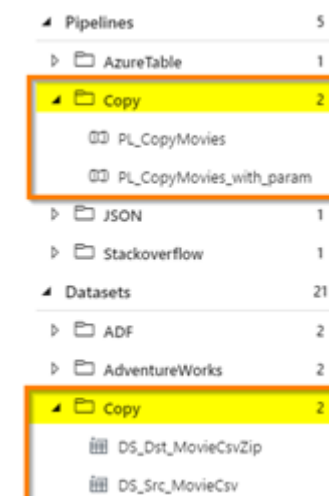 Pipelines 5
AzureTable 1
Copy 2
PL_CopyMovies
PL_CopyMovies_with_param
JSON 1
Stackoverflow 1
Datasets 21
ADF 2
AdventureWorks 2
Copy 2
DS_Dst_MovieCsvZip
DS_Src_MovieCsv